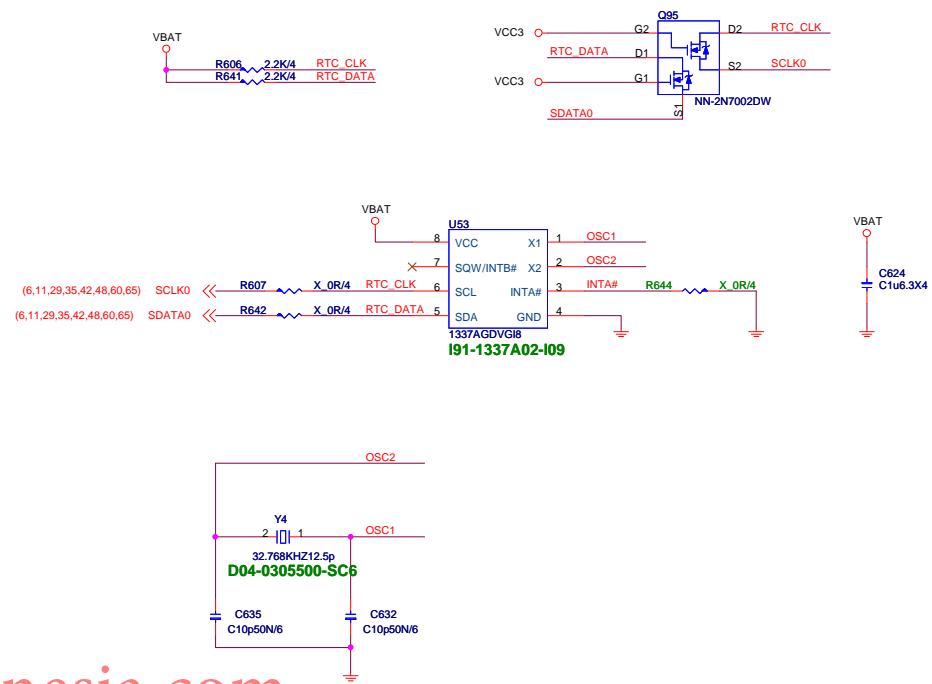 VBAT
R606 2.2K/4 RTC_CLK
R641 2.2K/4 RTC_DATA
Q95
VCC3 G2 D2 RTC_CLK
RTC_DATA D1
S2 SCLK0
VCC3 G1
NN-2N7002DW
SDATA0 S1
VBAT
U53
8 VCC X1 1 OSC1
7 SQW/INTB# X2 2 OSC2
(6,11,29,35,42,48,60,65) SCLK0 R607 X_0R/4 RTC_CLK 6 SCL INTA# 3 INTA# R644 X_0R/4
(6,11,29,35,42,48,60,65) SDATA0 R642 X_0R/4 RTC_DATA 5 SDA GND 4
1337AGDVGI8
I91-1337A02-I09
VBAT
C624
C1u6.3X4
OSC2
Y4
2 1 OSC1
32.768KHZ12.5p
D04-0305500-SC6
C635
C10p50N/6
C632
C10p50N/6